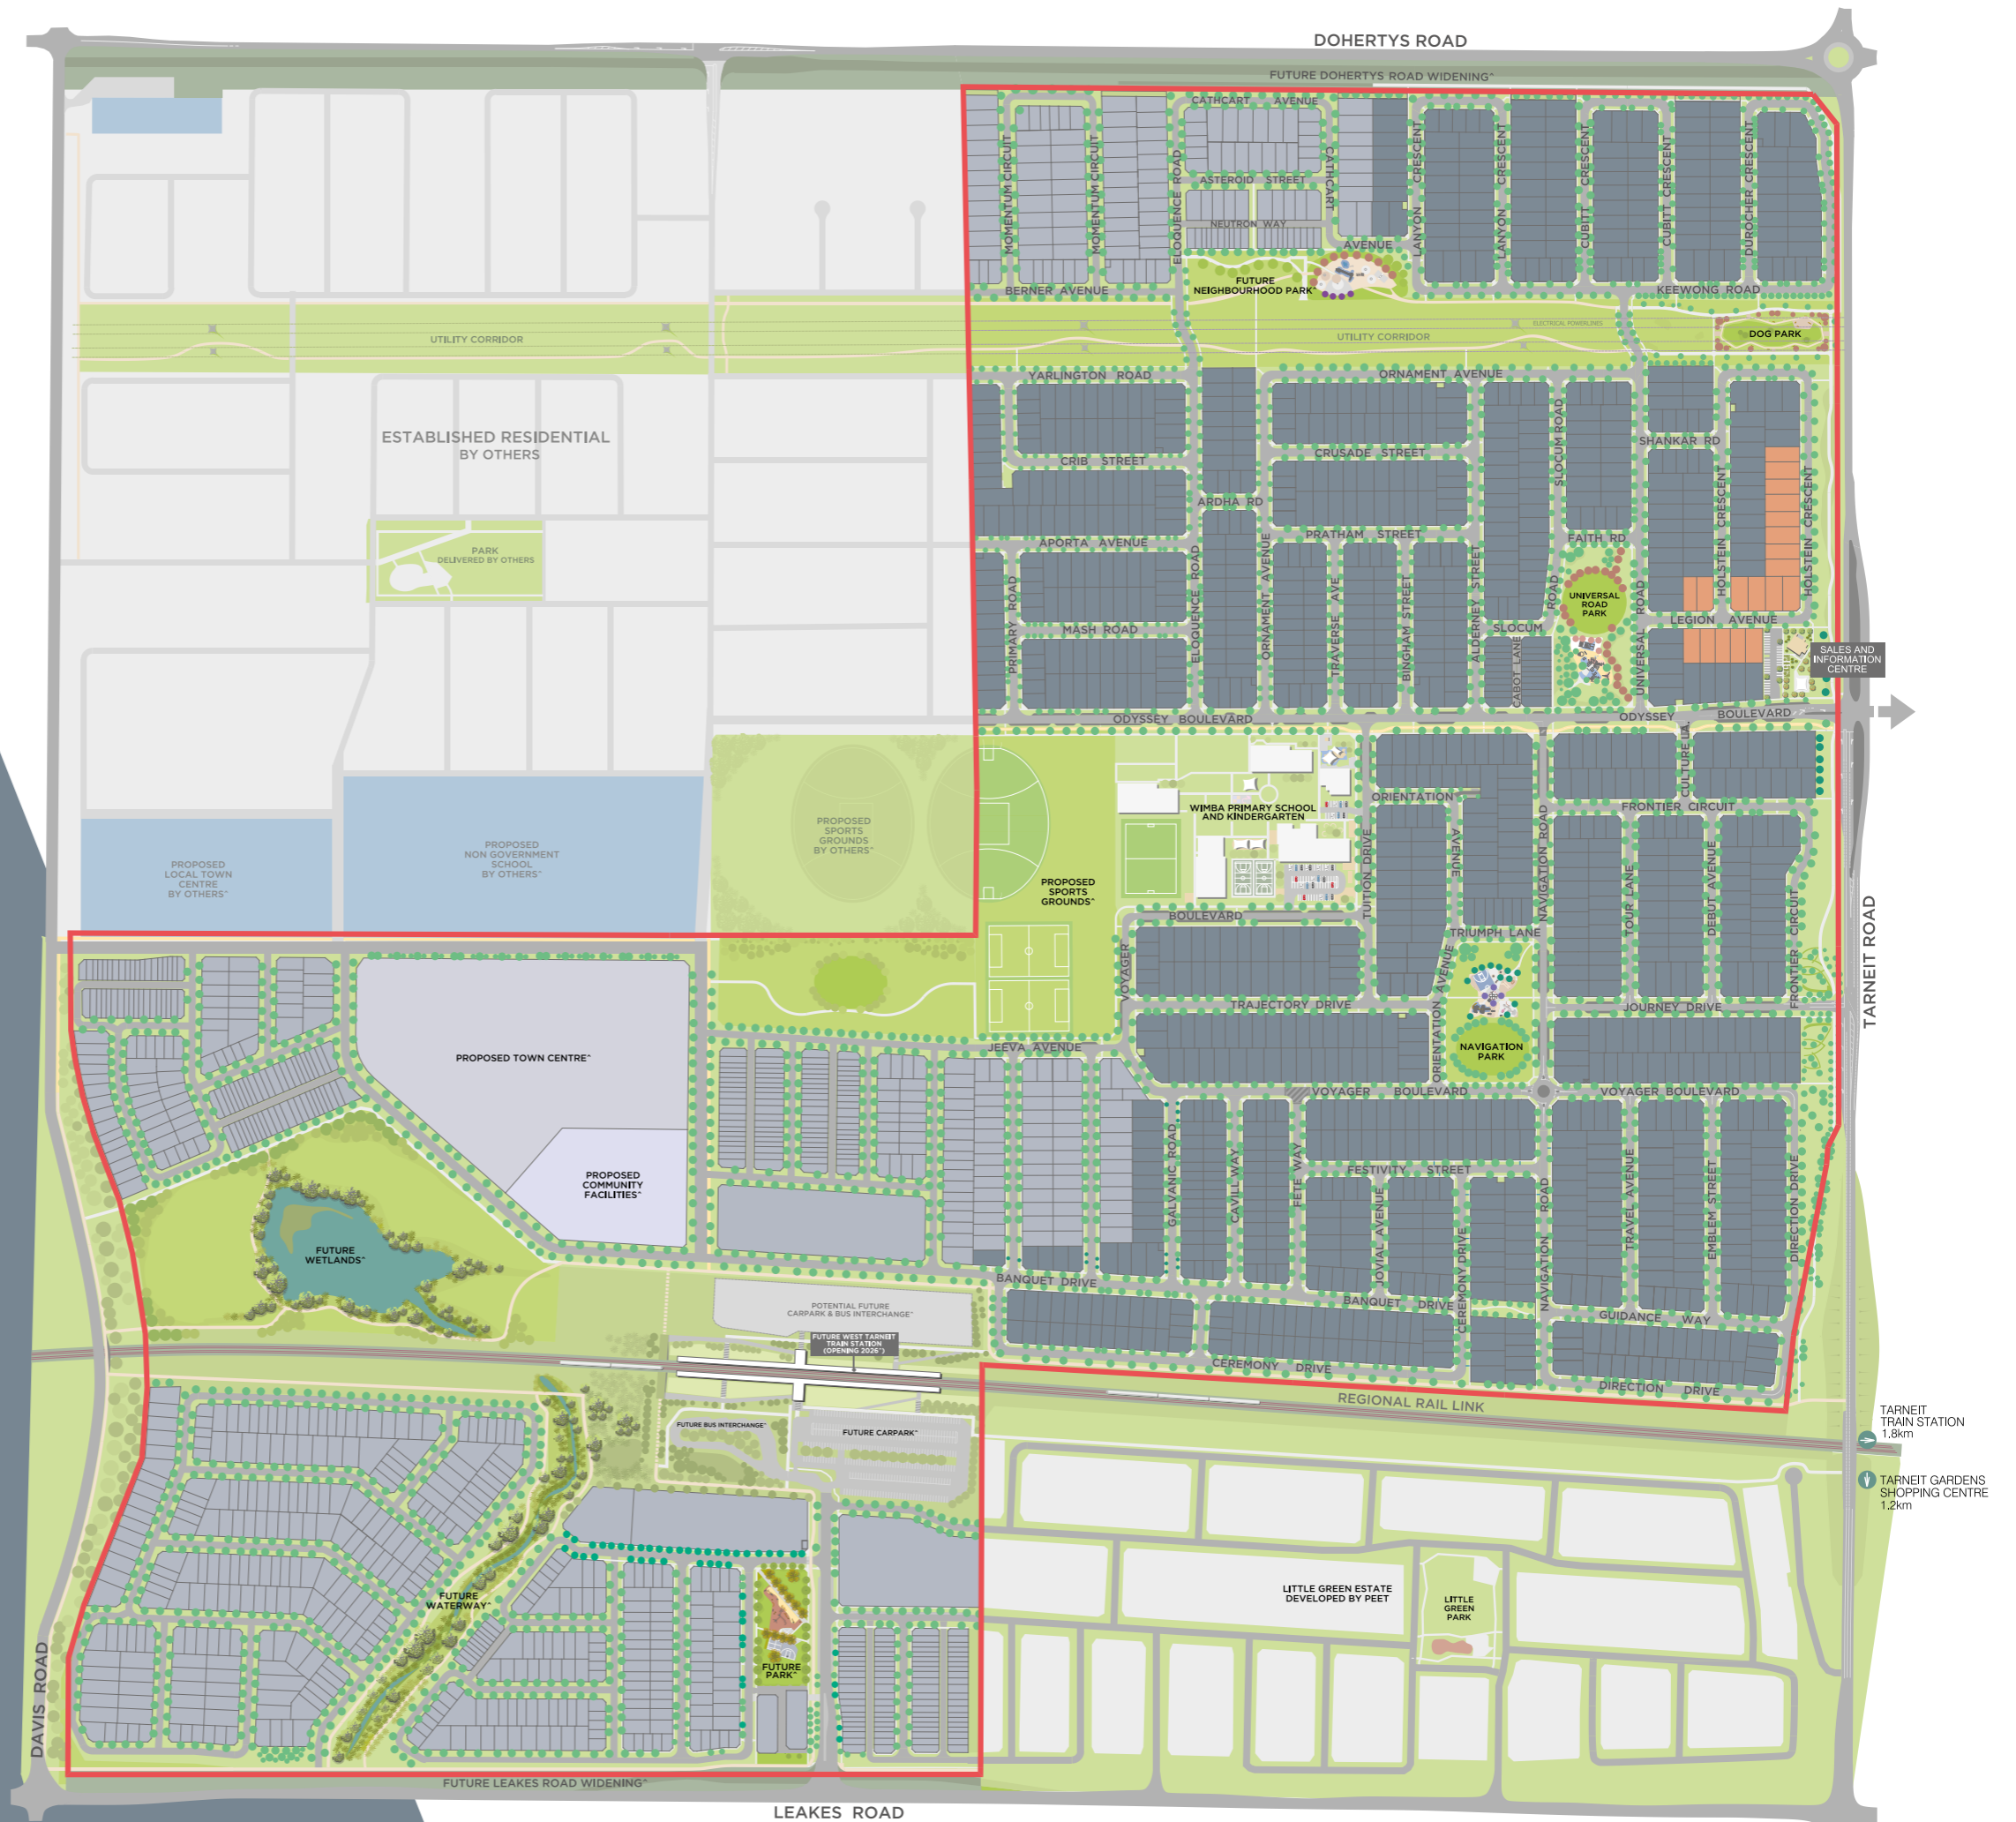 DOHERTYS ROAD
FUTURE DOHERTYS ROAD WIDENING^
CATHCART AVENUE
MOMENTUM CIRCUIT
MOMENTUM CIRCUIT
ELOQUENCE ROAD
CATHCART
AVENUE
ASTEROID STREET
NEUTRON WAY
LANYON CRESCENT
LANYON CRESCENT
CUBITT CRESCENT
CUBITT CRESCENT
DUROCHER CRESCENT
BERNER AVENUE
FUTURE
NEIGHBOURHOOD PARK^
KEEWONG ROAD
ELECTRICAL POWERLINES
UTILITY CORRIDOR
UTILITY CORRIDOR
DOG PARK
YARLINGTON ROAD
ORNAMENT AVENUE
ESTABLISHED RESIDENTIAL
BY OTHERS
CRIB STREET
CRUSADE STREET
SLOCUM ROAD
SHANKAR RD
HOLSTEIN CRESCENT
HOLSTEIN CRESCENT
ARDHA RD
PRATHAM STREET
FAITH RD
APORTA AVENUE
PARK
DELIVERED BY OTHERS
PRIMARY ROAD
ELOQUENCE ROAD
ORNAMENT AVENUE
TRAVERSE AVE
BINGHAM STREET
ALDERNEY STREET
SLOCUM
ROAD
UNIVERSAL
ROAD
PARK
UNIVERSAL ROAD
LEGION AVENUE
MASH ROAD
CABOT LANE
SALES AND
INFORMATION
CENTRE
ODYSSEY BOULEVARD
ODYSSEY BOULEVARD
CULTURE LA.
WIMBA PRIMARY SCHOOL
AND KINDERGARTEN
ORIENTATION
AVENUE
FRONTIER CIRCUIT
PROPOSED
SPORTS
GROUNDS
BY OTHERS^
PROPOSED
NON GOVERNMENT
SCHOOL
BY OTHERS^
PROPOSED
LOCAL TOWN
CENTRE
BY OTHERS^
PROPOSED
SPORTS
GROUNDS^
TUITION DRIVE
NAVIGATION ROAD
TOUR LANE
DEBUT AVENUE
FRONTIER CIRCUIT
TARNEIT ROAD
VOYAGER
BOULEVARD
TRIUMPH LANE
ORIENTATION AVENUE
TRAJECTORY DRIVE
JOURNEY DRIVE
JEEVA AVENUE
NAVIGATION
PARK
PROPOSED TOWN CENTRE^
VOYAGER BOULEVARD
VOYAGER BOULEVARD
PROPOSED
COMMUNITY
FACILITIES^
GALVANIC ROAD
CAVILL WAY
FETE WAY
FESTIVITY STREET
JOVIAL AVENUE
CEREMONY DRIVE
NAVIGATION ROAD
TRAVEL AVENUE
EMBLEM STREET
DIRECTION DRIVE
FUTURE
WETLANDS^
BANQUET DRIVE
BANQUET DRIVE
GUIDANCE WAY
POTENTIAL FUTURE
CARPARK & BUS INTERCHANGE^
FUTURE WEST TARNEIT
TRAIN STATION
(OPENING 2026^)
CEREMONY DRIVE
DIRECTION DRIVE
REGIONAL RAIL LINK
TARNEIT
TRAIN STATION
1.8km
FUTURE BUS INTERCHANGE^
FUTURE CARPARK^
TARNEIT GARDENS
SHOPPING CENTRE
1.2km
FUTURE
WATERWAY^
LITTLE GREEN ESTATE
DEVELOPED BY PEET
LITTLE
GREEN
PARK
FUTURE
PARK^
DAVIS ROAD
FUTURE LEAKES ROAD WIDENING^
LEAKES ROAD